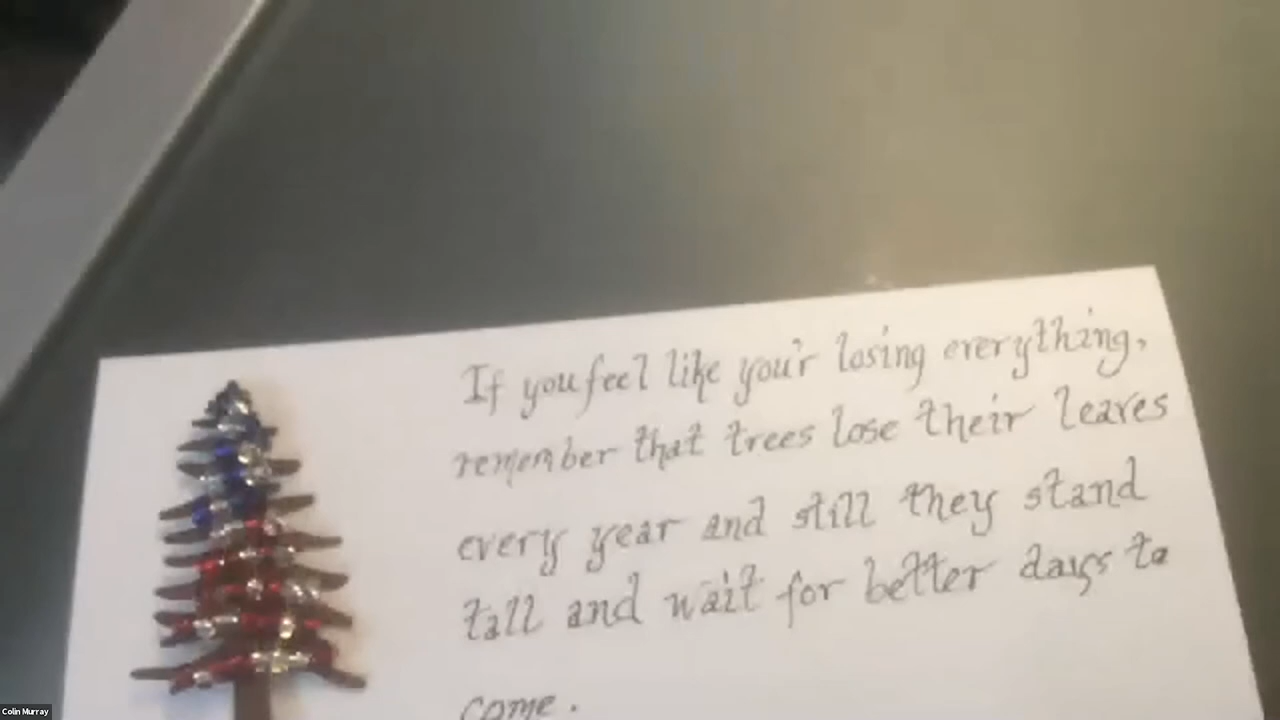 If you feel like you'r losing everything,
remember that trees lose their leaves
every year and still they stand
tall and wait for better days to
come.
Colin Murray